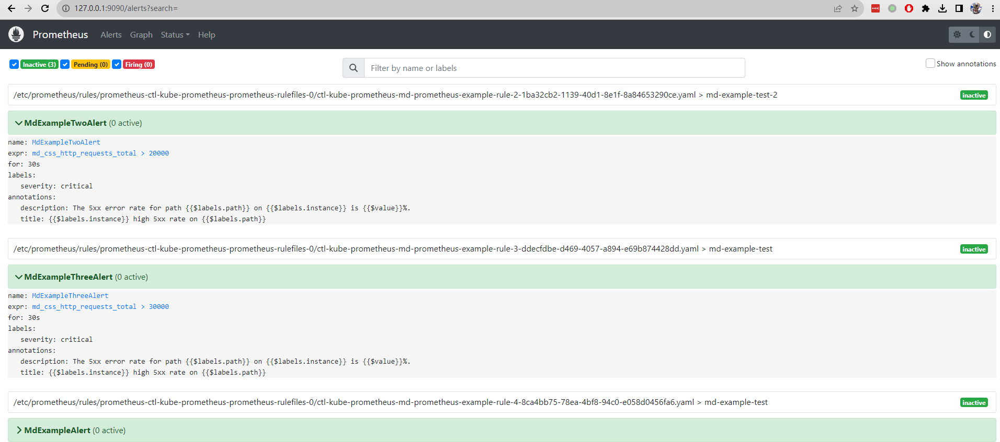 127.0.0.1:9090/alerts?search=
Prometheus Alerts Graph Status Help
Inactive (3) Pending (0) Firing (0) Filter by name or labels Show annotations
/etc/prometheus/rules/prometheus-ctl-kube-prometheus-prometheus-rulefiles-0/ctl-kube-prometheus-md-prometheus-example-rule-2-1ba32cb2-1139-40d1-8e1f-8a84653290ce.yaml > md-example-test-2 inactive
MdExampleTwoAlert (0 active)
name: MdExampleTwoAlert
expr: md_css_http_requests_total > 20000
for: 30s
labels:
severity: critical
annotations:
description: The 5xx error rate for path {{$labels.path}} on {{$labels.instance}} is {{$value}}%.
title: {{$labels.instance}} high 5xx rate on {{$labels.path}}
/etc/prometheus/rules/prometheus-ctl-kube-prometheus-prometheus-rulefiles-0/ctl-kube-prometheus-md-prometheus-example-rule-3-ddecfdbe-d469-4057-a894-e69b874428dd.yaml > md-example-test inactive
MdExampleThreeAlert (0 active)
name: MdExampleThreeAlert
expr: md_css_http_requests_total > 30000
for: 30s
labels:
severity: critical
annotations:
description: The 5xx error rate for path {{$labels.path}} on {{$labels.instance}} is {{$value}}%.
title: {{$labels.instance}} high 5xx rate on {{$labels.path}}
/etc/prometheus/rules/prometheus-ctl-kube-prometheus-prometheus-rulefiles-0/ctl-kube-prometheus-md-prometheus-example-rule-4-8ca4bb75-78ea-4bf8-94c0-e058d0456fa6.yaml > md-example-test inactive
MdExampleAlert (0 active)